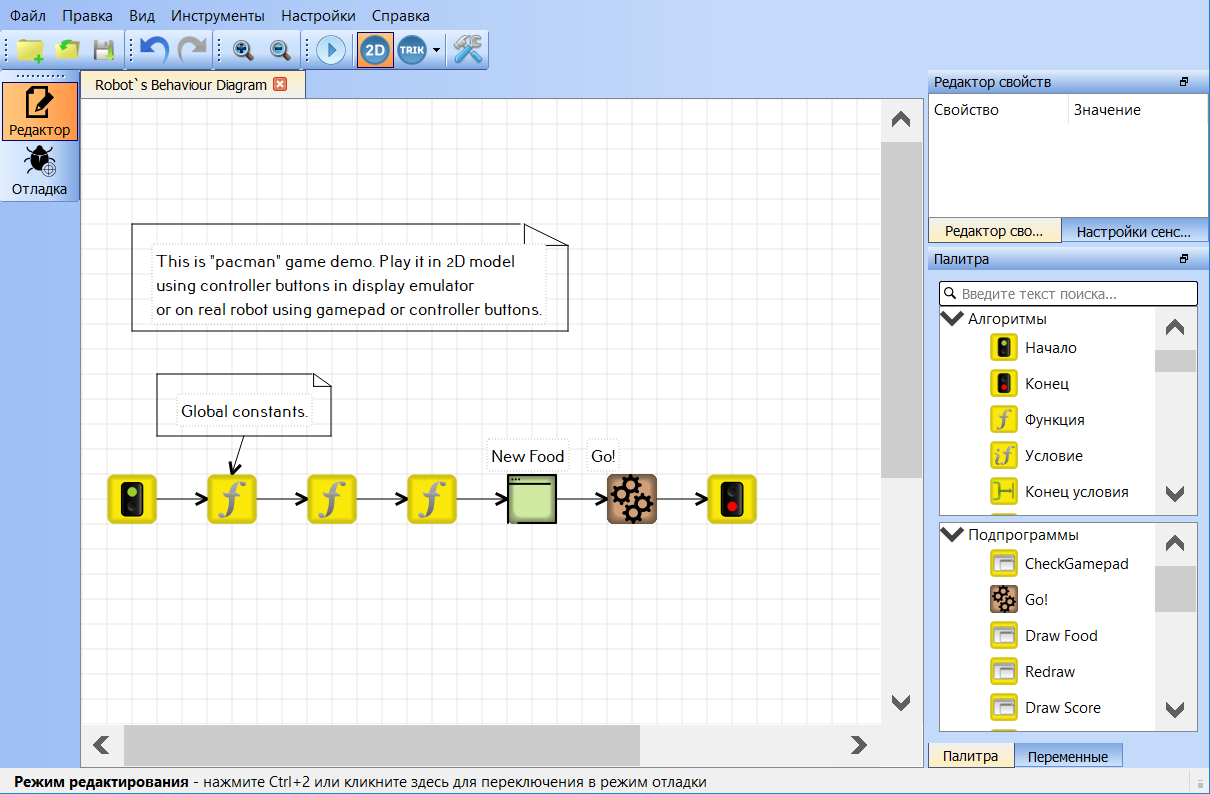 Файл Правка Вид Инструменты Настройки Справка
2D TRIK
Редактор
Отладка
Robot`s Behaviour Diagram
This is "pacman" game demo. Play it in 2D model
using controller buttons in display emulator
or on real robot using gamepad or controller buttons.
Global constants.
New Food Go!
Редактор свойств
Свойство Значение
Редактор сво... Настройки сенс...
Палитра
Введите текст поиска...
Алгоритмы
Начало
Конец
Функция
Условие
Конец условия
Подпрограммы
CheckGamepad
Go!
Draw Food
Redraw
Draw Score
Палитра Переменные
Режим редактирования - нажмите Ctrl+2 или кликните здесь для переключения в режим отладки